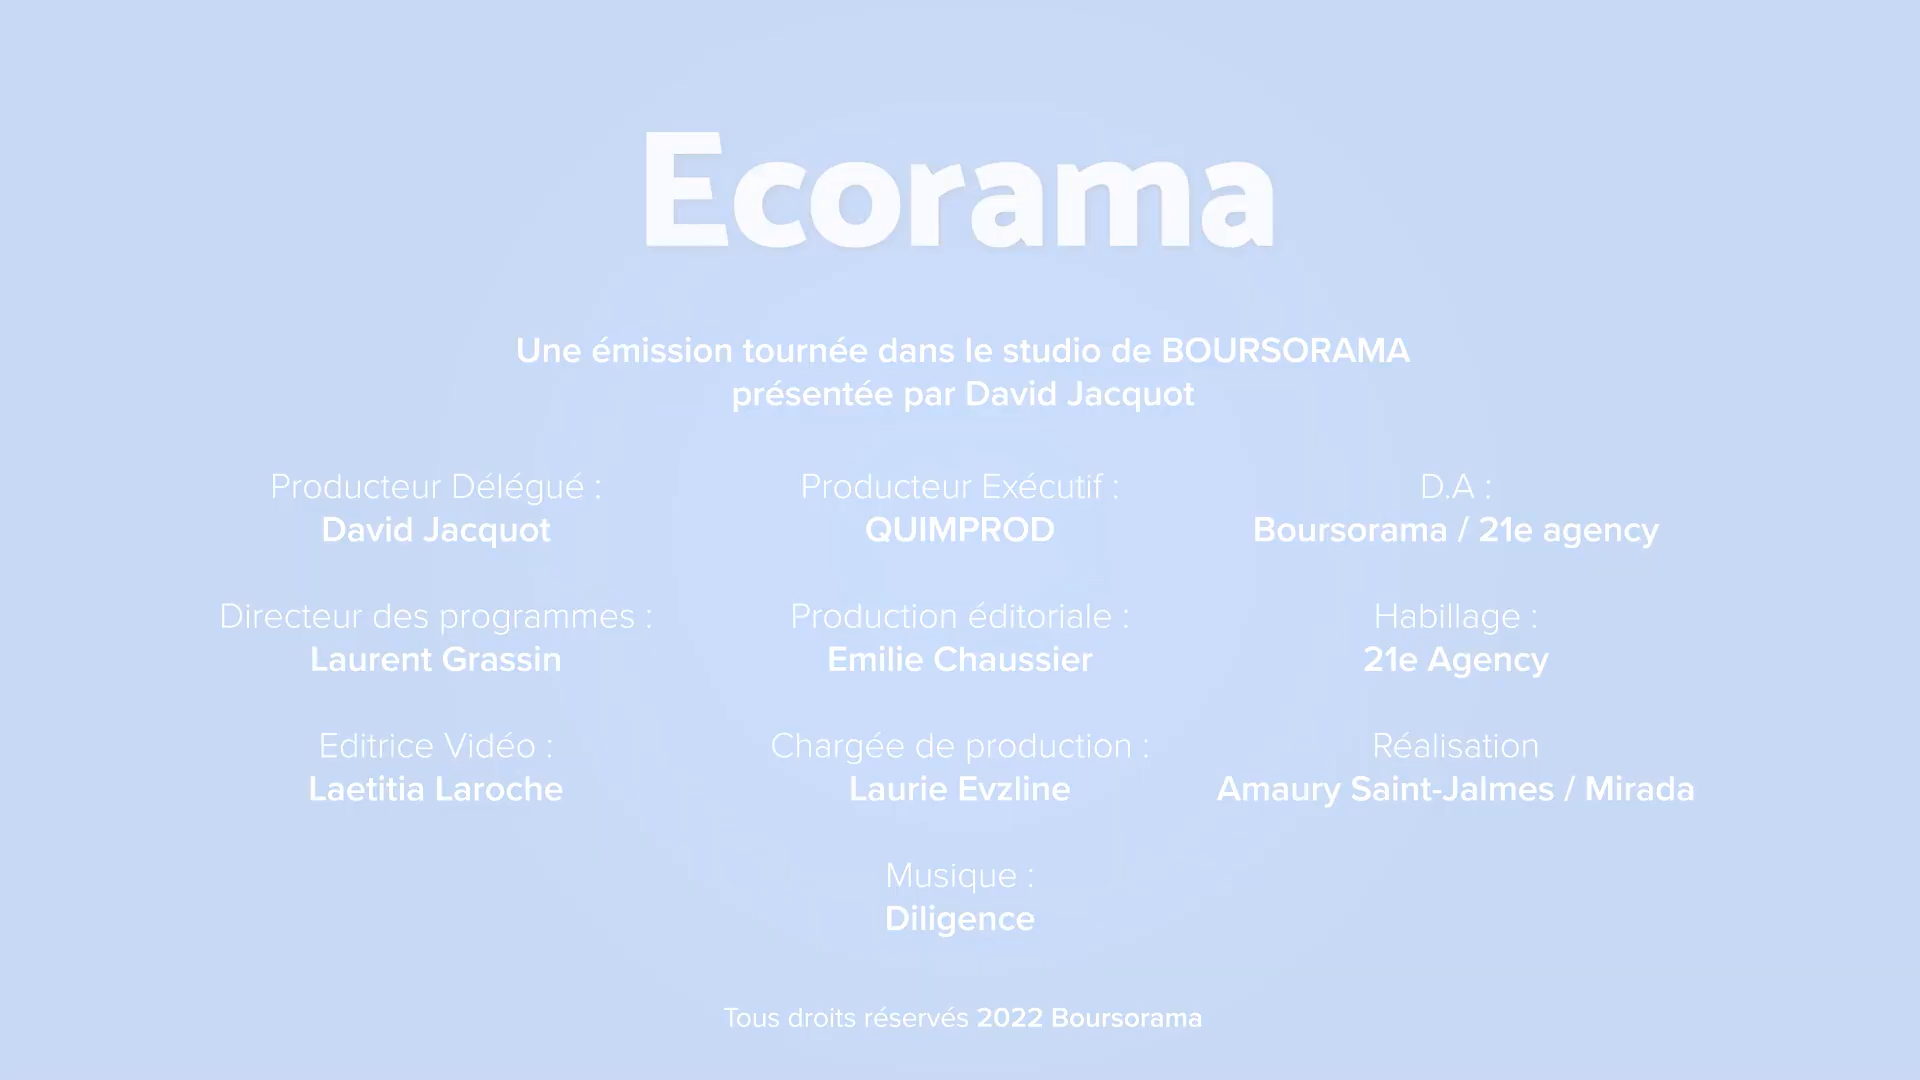 Ecorama
Une émission tournée dans le studio de BOURSORAMA
présentée par David Jacquot
Producteur Délégué :
David Jacquot
Producteur Exécutif :
QUIMPROD
D.A :
Boursorama / 21e agency
Directeur des programmes :
Laurent Grassin
Production éditoriale :
Emilie Chaussier
Habillage :
21e Agency
Editrice Vidéo :
Laetitia Laroche
Chargée de production :
Laurie Evzline
Réalisation
Amaury Saint-Jalmes / Mirada
Musique :
Diligence
Tous droits réservés 2022 Boursorama